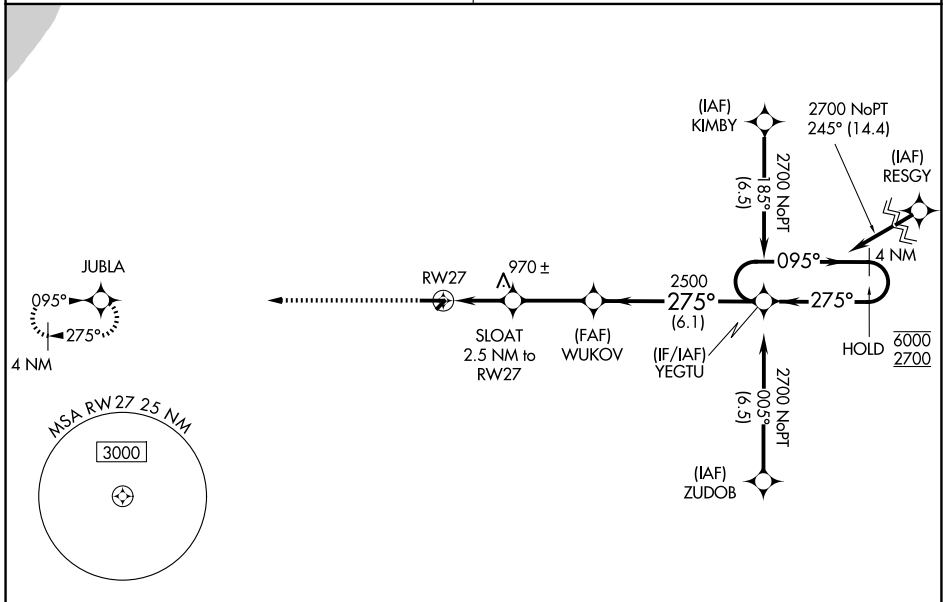 (IAF)
KIMBY
2700 NoPT
185°
(6.5)
2700 NoPT
245° (14.4)
(IAF)
RESGY
4 NM
095°
275°
HOLD
6000
2700
JUBLA
095°
275°
4 NM
RW27
970 ±
SLOAT
2.5 NM to
RW27
(FAF)
WUKOV
2500
275°
(6.1)
(IF/IAF)
YEGTU
2700 NoPT
005°
(6.5)
(IAF)
ZUDOB
MSA RW 27 25 NM
3000